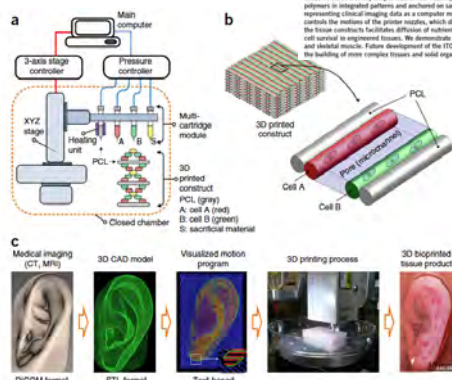 polymers in integrated patterns and anchored on sa
representing clinical imaging data as a computer m
controls the motions of the printer nozzles, which d
the tissue constructs facilitates diffusion of nutrien
cell survival in engineered tissues. We demonstrate
and skeletal muscle. Future development of the ITO
the building of more complex tissues and solid orga
a
Main
computer
3-axis stage
controller
Pressure
controller
XYZ
stage
Heating
unit
A B S
Multi-
cartridge
module
PCL
3D
printed
construct
PCL (gray)
A: cell A (red)
B: cell B (green)
S: sacrificial material
Closed chamber
b
3D printed
construct
PCL
Pore (microchannel)
Cell A
Cell B
c
Medical imaging
(CT, MRI)
3D CAD model
Visualized motion
program
3D printing process
3D bioprinted
tissue product
DICOM format
STL format
Text-based